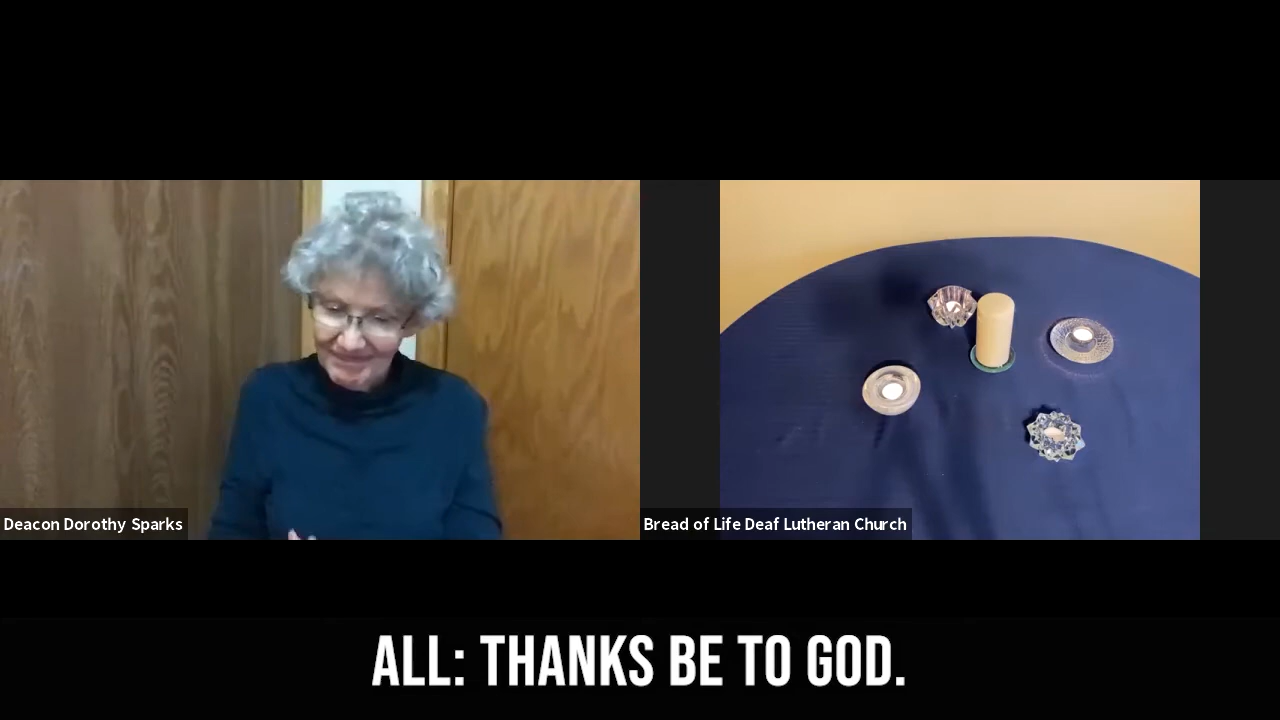 Deacon Dorothy Sparks
Bread of Life Deaf Lutheran Church
ALL: THANKS BE TO GOD.